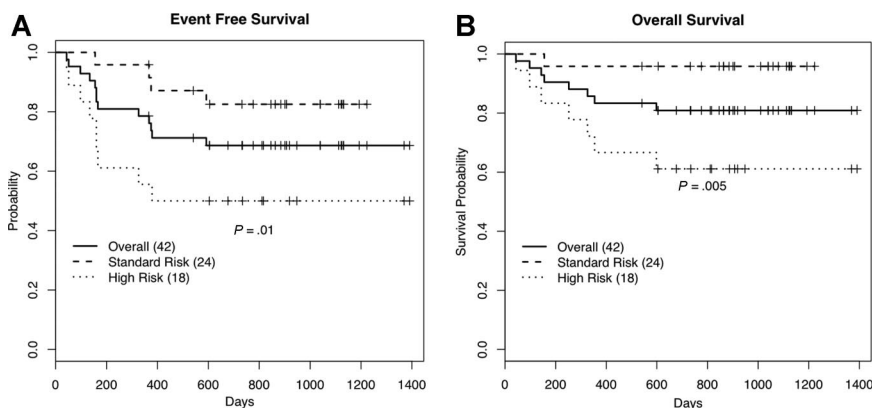 A
Event Free Survival
Probability
1.0
0.8
0.6
0.4
0.2
0.0
P = .01
Overall (42)
Standard Risk (24)
High Risk (18)
0 200 400 600 800 1000 1200 1400
Days
B
Overall Survival
Survival Probability
1.0
0.8
0.6
0.4
0.2
0.0
P = .005
Overall (42)
Standard Risk (24)
High Risk (18)
0 200 400 600 800 1000 1200 1400
Days